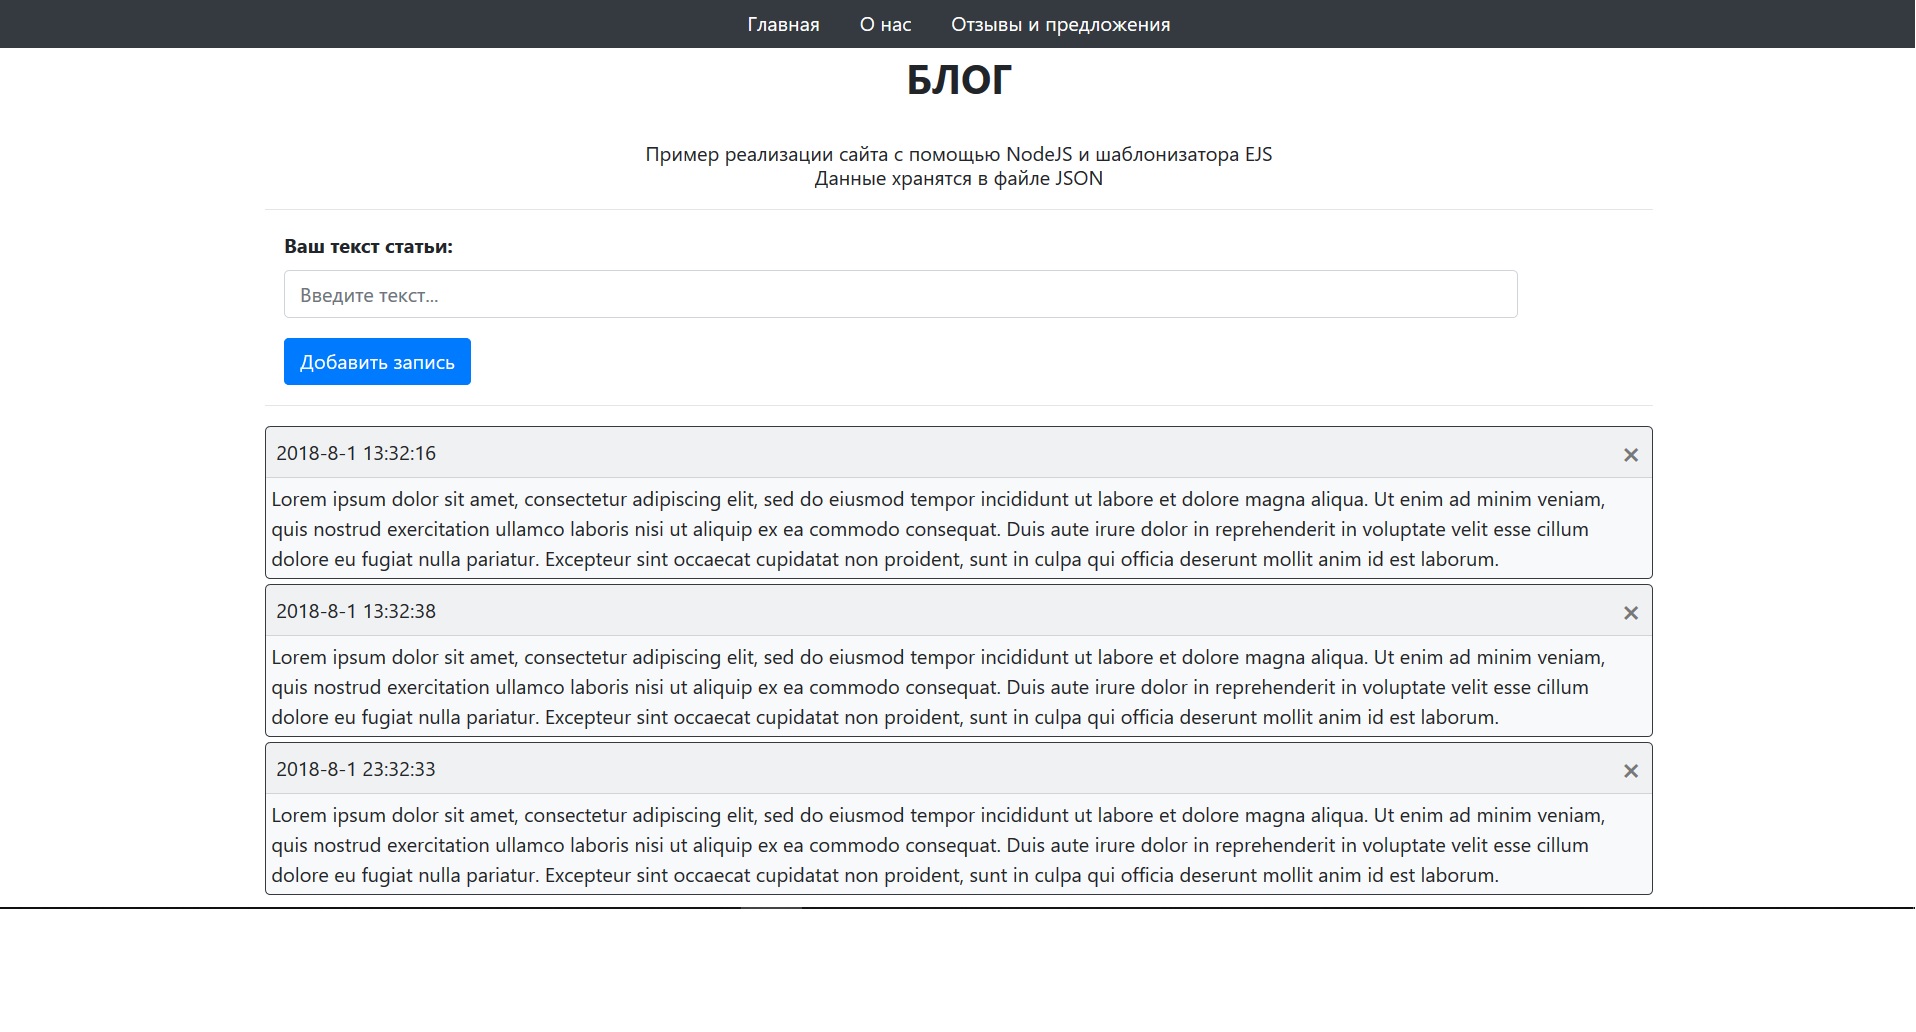 Главная О нас Отзывы и предложения
БЛОГ
Пример реализации сайта с помощью NodeJS и шаблонизатора EJS
Данные хранятся в файле JSON
Ваш текст статьи:
Введите текст...
Добавить запись
2018-8-1 13:32:16 ×
Lorem ipsum dolor sit amet, consectetur adipiscing elit, sed do eiusmod tempor incididunt ut labore et dolore magna aliqua. Ut enim ad minim veniam,
quis nostrud exercitation ullamco laboris nisi ut aliquip ex ea commodo consequat. Duis aute irure dolor in reprehenderit in voluptate velit esse cillum
dolore eu fugiat nulla pariatur. Excepteur sint occaecat cupidatat non proident, sunt in culpa qui officia deserunt mollit anim id est laborum.
2018-8-1 13:32:38 ×
Lorem ipsum dolor sit amet, consectetur adipiscing elit, sed do eiusmod tempor incididunt ut labore et dolore magna aliqua. Ut enim ad minim veniam,
quis nostrud exercitation ullamco laboris nisi ut aliquip ex ea commodo consequat. Duis aute irure dolor in reprehenderit in voluptate velit esse cillum
dolore eu fugiat nulla pariatur. Excepteur sint occaecat cupidatat non proident, sunt in culpa qui officia deserunt mollit anim id est laborum.
2018-8-1 23:32:33 ×
Lorem ipsum dolor sit amet, consectetur adipiscing elit, sed do eiusmod tempor incididunt ut labore et dolore magna aliqua. Ut enim ad minim veniam,
quis nostrud exercitation ullamco laboris nisi ut aliquip ex ea commodo consequat. Duis aute irure dolor in reprehenderit in voluptate velit esse cillum
dolore eu fugiat nulla pariatur. Excepteur sint occaecat cupidatat non proident, sunt in culpa qui officia deserunt mollit anim id est laborum.